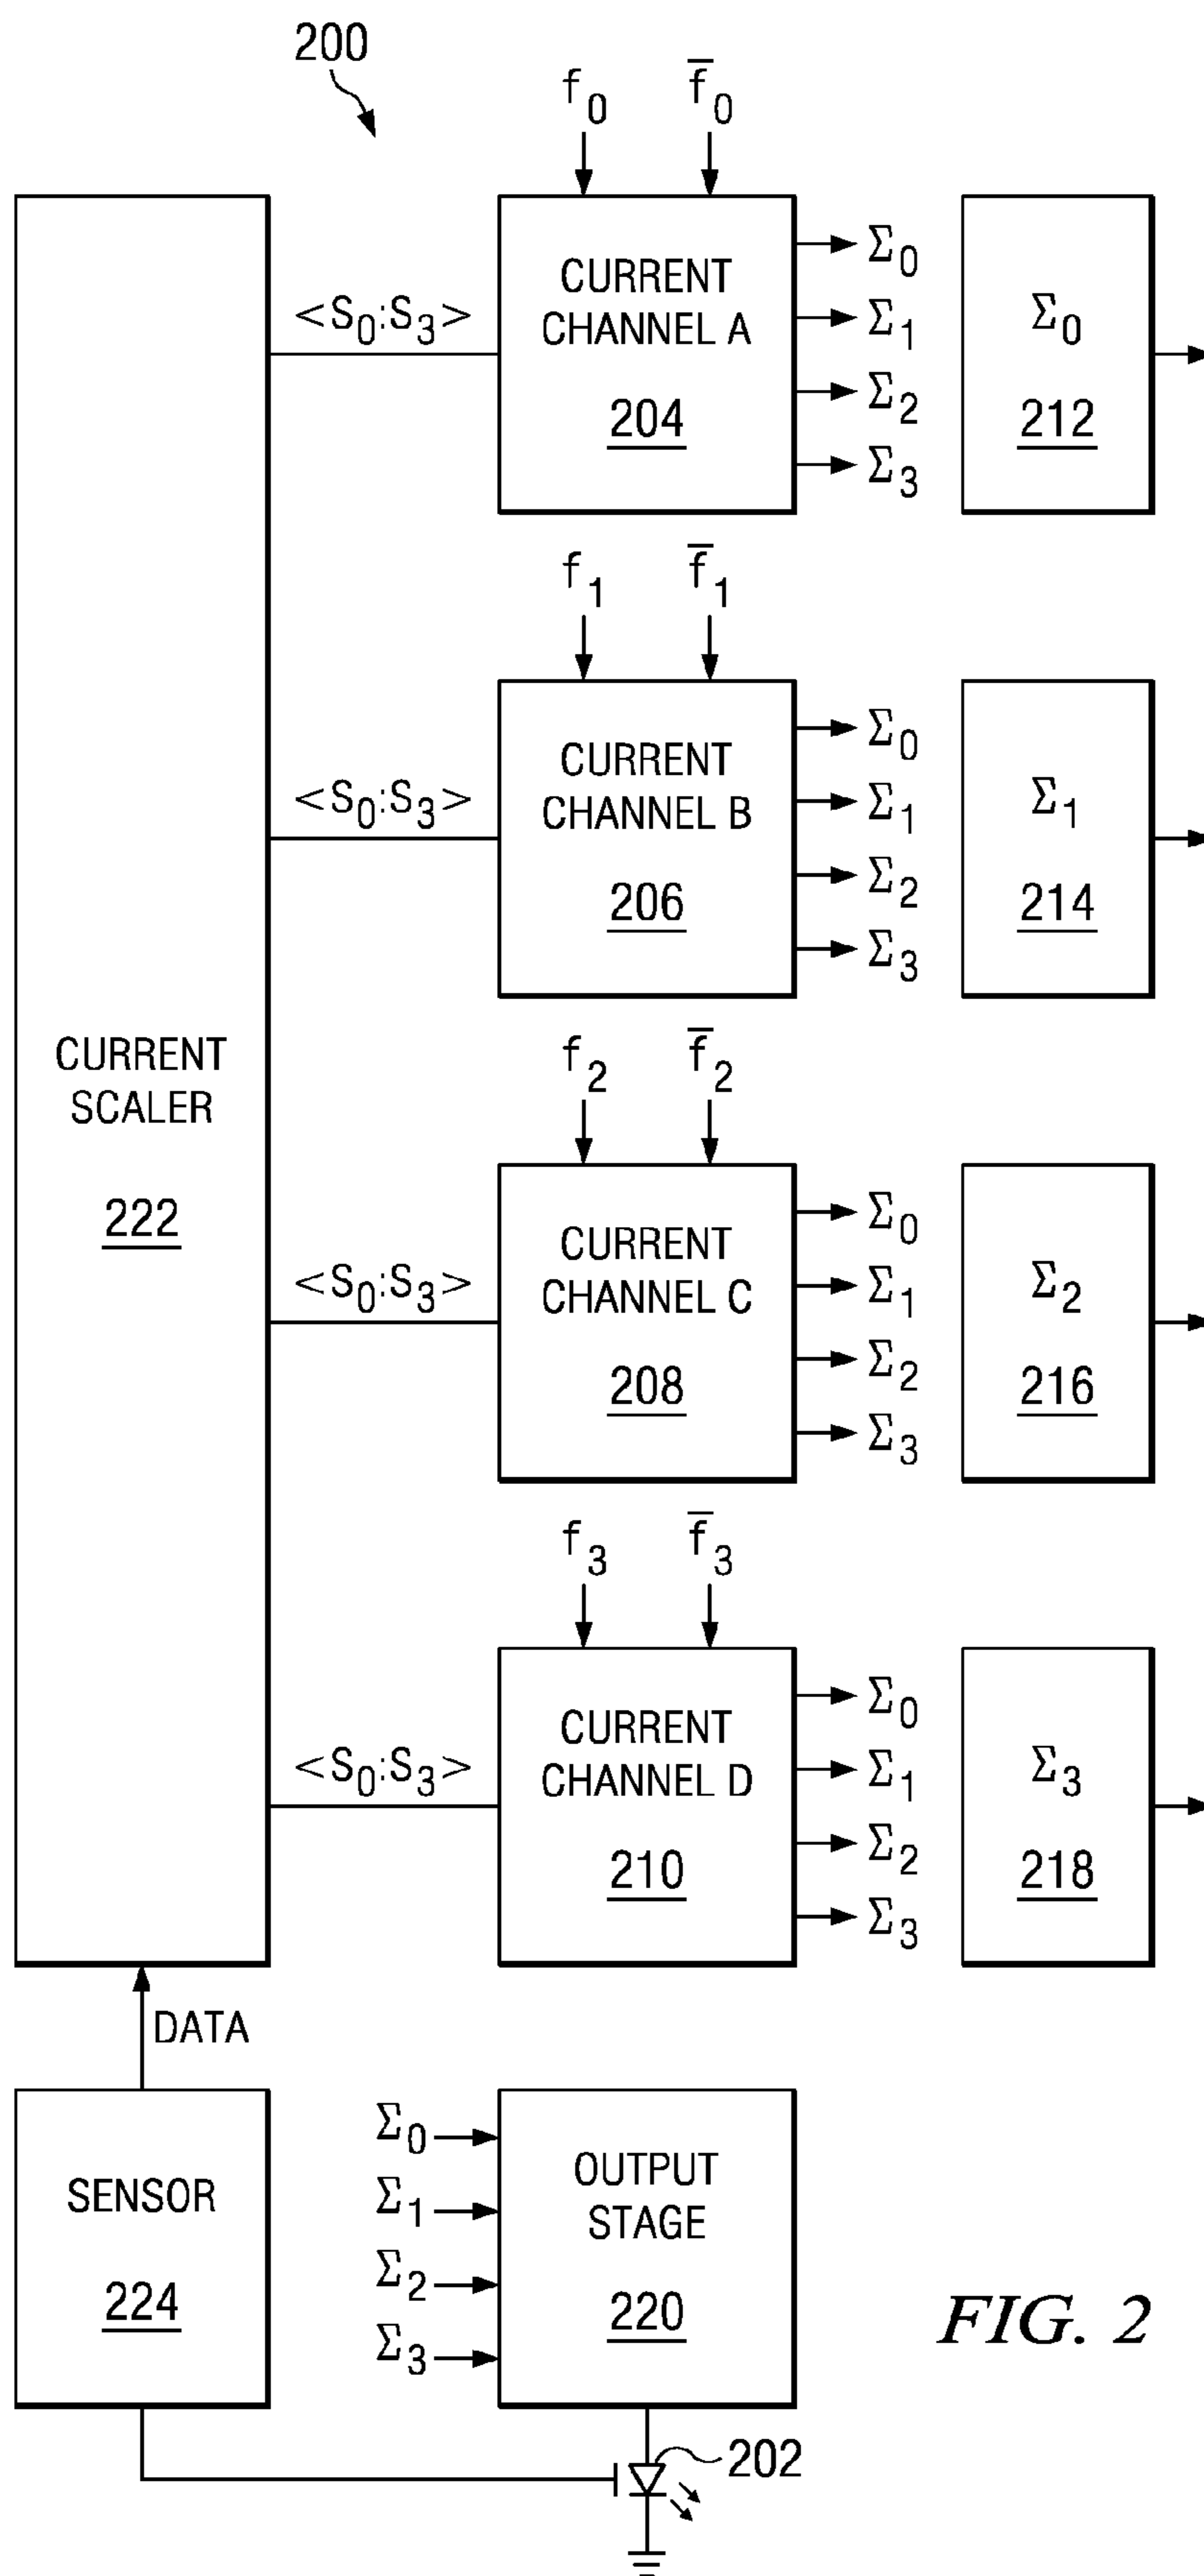 200
f₀ f̅₀
<S₀:S₃>
CURRENT
CHANNEL A
204
Σ₀
Σ₁
Σ₂
Σ₃
Σ₀
212
f₁ f̅₁
<S₀:S₃>
CURRENT
CHANNEL B
206
Σ₀
Σ₁
Σ₂
Σ₃
Σ₁
214
CURRENT
SCALER
222
f₂ f̅₂
<S₀:S₃>
CURRENT
CHANNEL C
208
Σ₀
Σ₁
Σ₂
Σ₃
Σ₂
216
f₃ f̅₃
<S₀:S₃>
CURRENT
CHANNEL D
210
Σ₀
Σ₁
Σ₂
Σ₃
Σ₃
218
DATA
SENSOR
224
Σ₀
Σ₁
Σ₂
Σ₃
OUTPUT
STAGE
220
202
FIG. 2